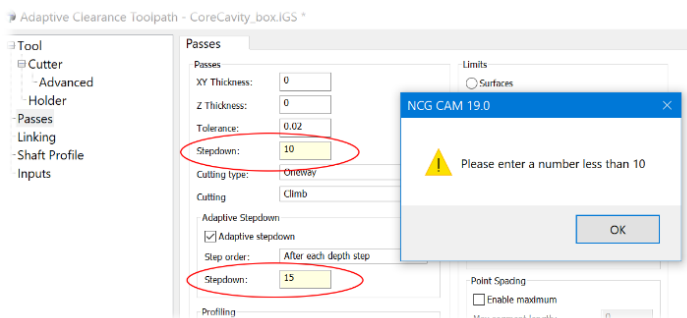 Adaptive Clearance Toolpath - CoreCavity_box.IGS *
Tool
Cutter
Advanced
Holder
Passes
Linking
Shaft Profile
Inputs
Passes
Passes
XY Thickness: 0
Z Thickness: 0
Tolerance: 0.02
Stepdown: 10
Cutting type: Oneway
Cutting Climb
Adaptive Stepdown
Adaptive stepdown
Step order: After each depth step
Stepdown: 15
Profiling
Limits
Surfaces
NCG CAM 19.0
Please enter a number less than 10
OK
Point Spacing
Enable maximum